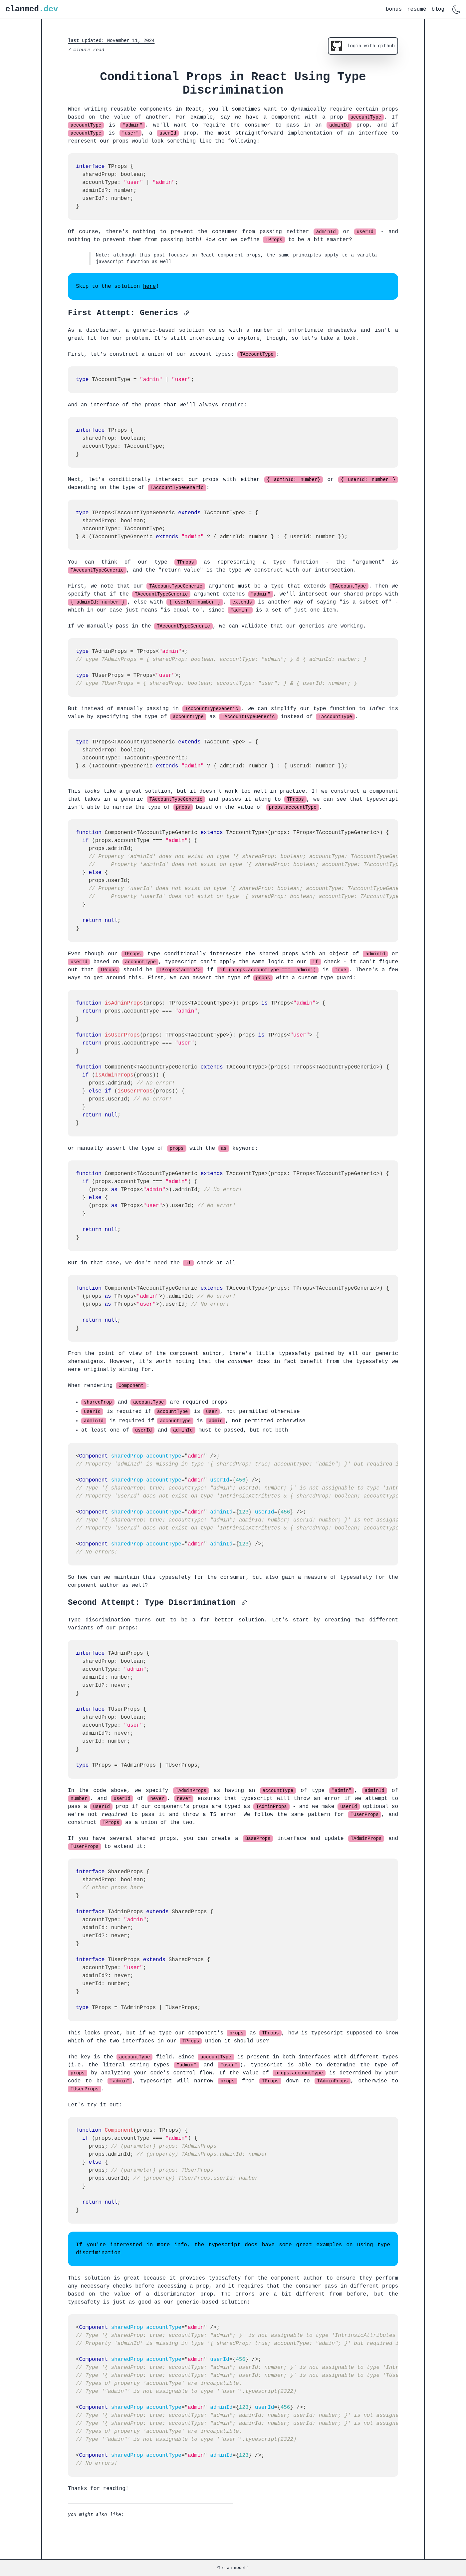 elanmed.dev
bonus resumé blog
last updated: November 11, 2024
7 minute read
login with github
Conditional Props in React Using Type
Discrimination
When writing reusable components in React, you'll sometimes want to dynamically require certain props
based on the value of another. For example, say we have a component with a prop accountType. If
accountType is "admin", we'll want to require the consumer to pass in an adminId prop, and if
accountType is "user", a userId prop. The most straightforward implementation of an interface to
represent our props would look something like the following:
interface TProps {
sharedProp: boolean;
accountType: "user" | "admin";
adminId?: number;
userId?: number;
}
Of course, there's nothing to prevent the consumer from passing neither adminId or userId - and
nothing to prevent them from passing both! How can we define TProps to be a bit smarter?
Note: although this post focuses on React component props, the same principles apply to a vanilla
javascript function as well
Skip to the solution here!
First Attempt: Generics
As a disclaimer, a generic-based solution comes with a number of unfortunate drawbacks and isn't a
great fit for our problem. It's still interesting to explore, though, so let's take a look.
First, let's construct a union of our account types: TAccountType:
type TAccountType = "admin" | "user";
And an interface of the props that we'll always require:
interface TProps {
sharedProp: boolean;
accountType: TAccountType;
}
Next, let's conditionally intersect our props with either { adminId: number} or { userId: number }
depending on the type of TAccountTypeGeneric:
type TProps<TAccountTypeGeneric extends TAccountType> = {
sharedProp: boolean;
accountType: TAccountType;
} & (TAccountTypeGeneric extends "admin" ? { adminId: number } : { userId: number });
You can think of our type TProps as representing a type function - the "argument" is
TAccountTypeGeneric, and the "return value" is the type we construct with our intersection.
First, we note that our TAccountTypeGeneric argument must be a type that extends TAccountType. Then we
specify that if the TAccountTypeGeneric argument extends "admin", we'll intersect our shared props with
{ adminId: number }, else with { userId: number }. extends is another way of saying "is a subset of" -
which in our case just means "is equal to", since "admin" is a set of just one item.
If we manually pass in the TAccountTypeGeneric, we can validate that our generics are working.
type TAdminProps = TProps<"admin">;
// type TAdminProps = { sharedProp: boolean; accountType: "admin"; } & { adminId: number; }
type TUserProps = TProps<"user">;
// type TUserProps = { sharedProp: boolean; accountType: "user"; } & { userId: number; }
But instead of manually passing in TAccountTypeGeneric, we can simplify our type function to infer its
value by specifying the type of accountType as TAccountTypeGeneric instead of TAccountType.
type TProps<TAccountTypeGeneric extends TAccountType> = {
sharedProp: boolean;
accountType: TAccountTypeGeneric;
} & (TAccountTypeGeneric extends "admin" ? { adminId: number } : { userId: number });
This looks like a great solution, but it doesn't work too well in practice. If we construct a component
that takes in a generic TAccountTypeGeneric and passes it along to TProps, we can see that typescript
isn't able to narrow the type of props based on the value of props.accountType.
function Component<TAccountTypeGeneric extends TAccountType>(props: TProps<TAccountTypeGeneric>) {
if (props.accountType === "admin") {
props.adminId;
// Property 'adminId' does not exist on type '{ sharedProp: boolean; accountType: TAccountTypeGen
// Property 'adminId' does not exist on type '{ sharedProp: boolean; accountType: TAccountTyp
} else {
props.userId;
// Property 'userId' does not exist on type '{ sharedProp: boolean; accountType: TAccountTypeGene
// Property 'userId' does not exist on type '{ sharedProp: boolean; accountType: TAccountType
}
return null;
}
Even though our TProps type conditionally intersects the shared props with an object of adminId or
userId based on accountType, typescript can't apply the same logic to our if check - it can't figure
out that TProps should be TProps<'admin'> if if (props.accountType === 'admin') is true. There's a few
ways to get around this. First, we can assert the type of props with a custom type guard:
function isAdminProps(props: TProps<TAccountType>): props is TProps<"admin"> {
return props.accountType === "admin";
}
function isUserProps(props: TProps<TAccountType>): props is TProps<"user"> {
return props.accountType === "user";
}
function Component<TAccountTypeGeneric extends TAccountType>(props: TProps<TAccountTypeGeneric>) {
if (isAdminProps(props)) {
props.adminId; // No error!
} else if (isUserProps(props)) {
props.userId; // No error!
}
return null;
}
or manually assert the type of props with the as keyword:
function Component<TAccountTypeGeneric extends TAccountType>(props: TProps<TAccountTypeGeneric>) {
if (props.accountType === "admin") {
(props as TProps<"admin">).adminId; // No error!
} else {
(props as TProps<"user">).userId; // No error!
}
return null;
}
But in that case, we don't need the if check at all!
function Component<TAccountTypeGeneric extends TAccountType>(props: TProps<TAccountTypeGeneric>) {
(props as TProps<"admin">).adminId; // No error!
(props as TProps<"user">).userId; // No error!
return null;
}
From the point of view of the component author, there's little typesafety gained by all our generic
shenanigans. However, it's worth noting that the consumer does in fact benefit from the typesafety we
were originally aiming for.
When rendering Component:
• sharedProp and accountType are required props
• userId is required if accountType is user, not permitted otherwise
• adminId is required if accountType is admin, not permitted otherwise
• at least one of userId and adminId must be passed, but not both
<Component sharedProp accountType="admin" />;
// Property 'adminId' is missing in type '{ sharedProp: true; accountType: "admin"; }' but required i
<Component sharedProp accountType="admin" userId={456} />;
// Type '{ sharedProp: true; accountType: "admin"; userId: number; }' is not assignable to type 'Intr
// Property 'userId' does not exist on type 'IntrinsicAttributes & { sharedProp: boolean; accountType
<Component sharedProp accountType="admin" adminId={123} userId={456} />;
// Type '{ sharedProp: true; accountType: "admin"; adminId: number; userId: number; }' is not assigna
// Property 'userId' does not exist on type 'IntrinsicAttributes & { sharedProp: boolean; accountType
<Component sharedProp accountType="admin" adminId={123} />;
// No errors!
So how can we maintain this typesafety for the consumer, but also gain a measure of typesafety for the
component author as well?
Second Attempt: Type Discrimination
Type discrimination turns out to be a far better solution. Let's start by creating two different
variants of our props:
interface TAdminProps {
sharedProp: boolean;
accountType: "admin";
adminId: number;
userId?: never;
}
interface TUserProps {
sharedProp: boolean;
accountType: "user";
adminId?: never;
userId: number;
}
type TProps = TAdminProps | TUserProps;
In the code above, we specify TAdminProps as having an accountType of type "admin", adminId of
number, and userId of never. never ensures that typescript will throw an error if we attempt to
pass a userId prop if our component's props are typed as TAdminProps - and we make userId optional so
we're not required to pass it and throw a TS error! We follow the same pattern for TUserProps, and
construct TProps as a union of the two.
If you have several shared props, you can create a BaseProps interface and update TAdminProps and
TUserProps to extend it:
interface SharedProps {
sharedProp: boolean;
// other props here
}
interface TAdminProps extends SharedProps {
accountType: "admin";
adminId: number;
userId?: never;
}
interface TUserProps extends SharedProps {
accountType: "user";
adminId?: never;
userId: number;
}
type TProps = TAdminProps | TUserProps;
This looks great, but if we type our component's props as TProps, how is typescript supposed to know
which of the two interfaces in our TProps union it should use?
The key is the accountType field. Since accountType is present in both interfaces with different types
(i.e. the literal string types "admin" and "user"), typescript is able to determine the type of
props by analyzing your code's control flow. If the value of props.accountType is determined by your
code to be "admin", typescript will narrow props from TProps down to TAdminProps, otherwise to
TUserProps.
Let's try it out:
function Component(props: TProps) {
if (props.accountType === "admin") {
props; // (parameter) props: TAdminProps
props.adminId; // (property) TAdminProps.adminId: number
} else {
props; // (parameter) props: TUserProps
props.userId; // (property) TUserProps.userId: number
}
return null;
}
If you're interested in more info, the typescript docs have some great examples on using type
discrimination
This solution is great because it provides typesafety for the component author to ensure they perform
any necessary checks before accessing a prop, and it requires that the consumer pass in different props
based on the value of a discriminator prop. The errors are a bit different from before, but the
typesafety is just as good as our generic-based solution:
<Component sharedProp accountType="admin" />;
// Type '{ sharedProp: true; accountType: "admin"; }' is not assignable to type 'IntrinsicAttributes
// Property 'adminId' is missing in type '{ sharedProp: true; accountType: "admin"; }' but required i
<Component sharedProp accountType="admin" userId={456} />;
// Type '{ sharedProp: true; accountType: "admin"; userId: number; }' is not assignable to type 'Intr
// Type '{ sharedProp: true; accountType: "admin"; userId: number; }' is not assignable to type 'TUse
// Types of property 'accountType' are incompatible.
// Type '"admin"' is not assignable to type '"user"'.typescript(2322)
<Component sharedProp accountType="admin" adminId={123} userId={456} />;
// Type '{ sharedProp: true; accountType: "admin"; adminId: number; userId: number; }' is not assigna
// Type '{ sharedProp: true; accountType: "admin"; adminId: number; userId: number; }' is not assigna
// Types of property 'accountType' are incompatible.
// Type '"admin"' is not assignable to type '"user"'.typescript(2322)
<Component sharedProp accountType="admin" adminId={123} />;
// No errors!
Thanks for reading!
you might also like:
© elan medoff